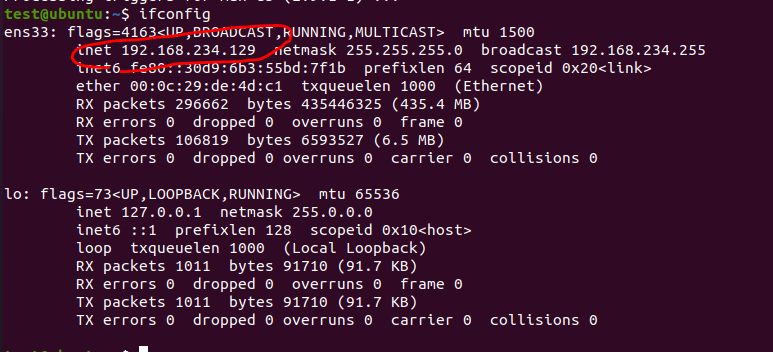 test@ubuntu:~$ ifconfig
ens33: flags=4163<UP,BROADCAST,RUNNING,MULTICAST>  mtu 1500
        inet 192.168.234.129  netmask 255.255.255.0  broadcast 192.168.234.255
        inet6 fe80::30d9:6b3:55bd:7f1b  prefixlen 64  scopeid 0x20<link>
        ether 00:0c:29:de:4d:c1  txqueuelen 1000  (Ethernet)
        RX packets 296662  bytes 435446325 (435.4 MB)
        RX errors 0  dropped 0  overruns 0  frame 0
        TX packets 106819  bytes 6593527 (6.5 MB)
        TX errors 0  dropped 0 overruns 0  carrier 0  collisions 0
lo: flags=73<UP,LOOPBACK,RUNNING>  mtu 65536
        inet 127.0.0.1  netmask 255.0.0.0
        inet6 ::1  prefixlen 128  scopeid 0x10<host>
        loop  txqueuelen 1000  (Local Loopback)
        RX packets 1011  bytes 91710 (91.7 KB)
        RX errors 0  dropped 0  overruns 0  frame 0
        TX packets 1011  bytes 91710 (91.7 KB)
        TX errors 0  dropped 0 overruns 0  carrier 0  collisions 0